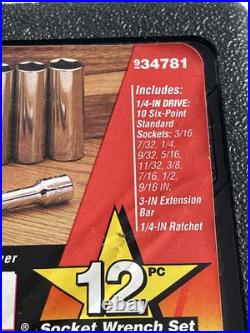 934781
Includes:
1/4-IN DRIVE:
10 Six-Point
Standard
Sockets: 3/16,
7/32, 1/4,
9/32, 5/16,
11/32, 3/8,
7/16, 1/2,
9/16 IN;
3-IN Extension
Bar
1/4-IN Ratchet
12 PC
® Socket Wrench Set